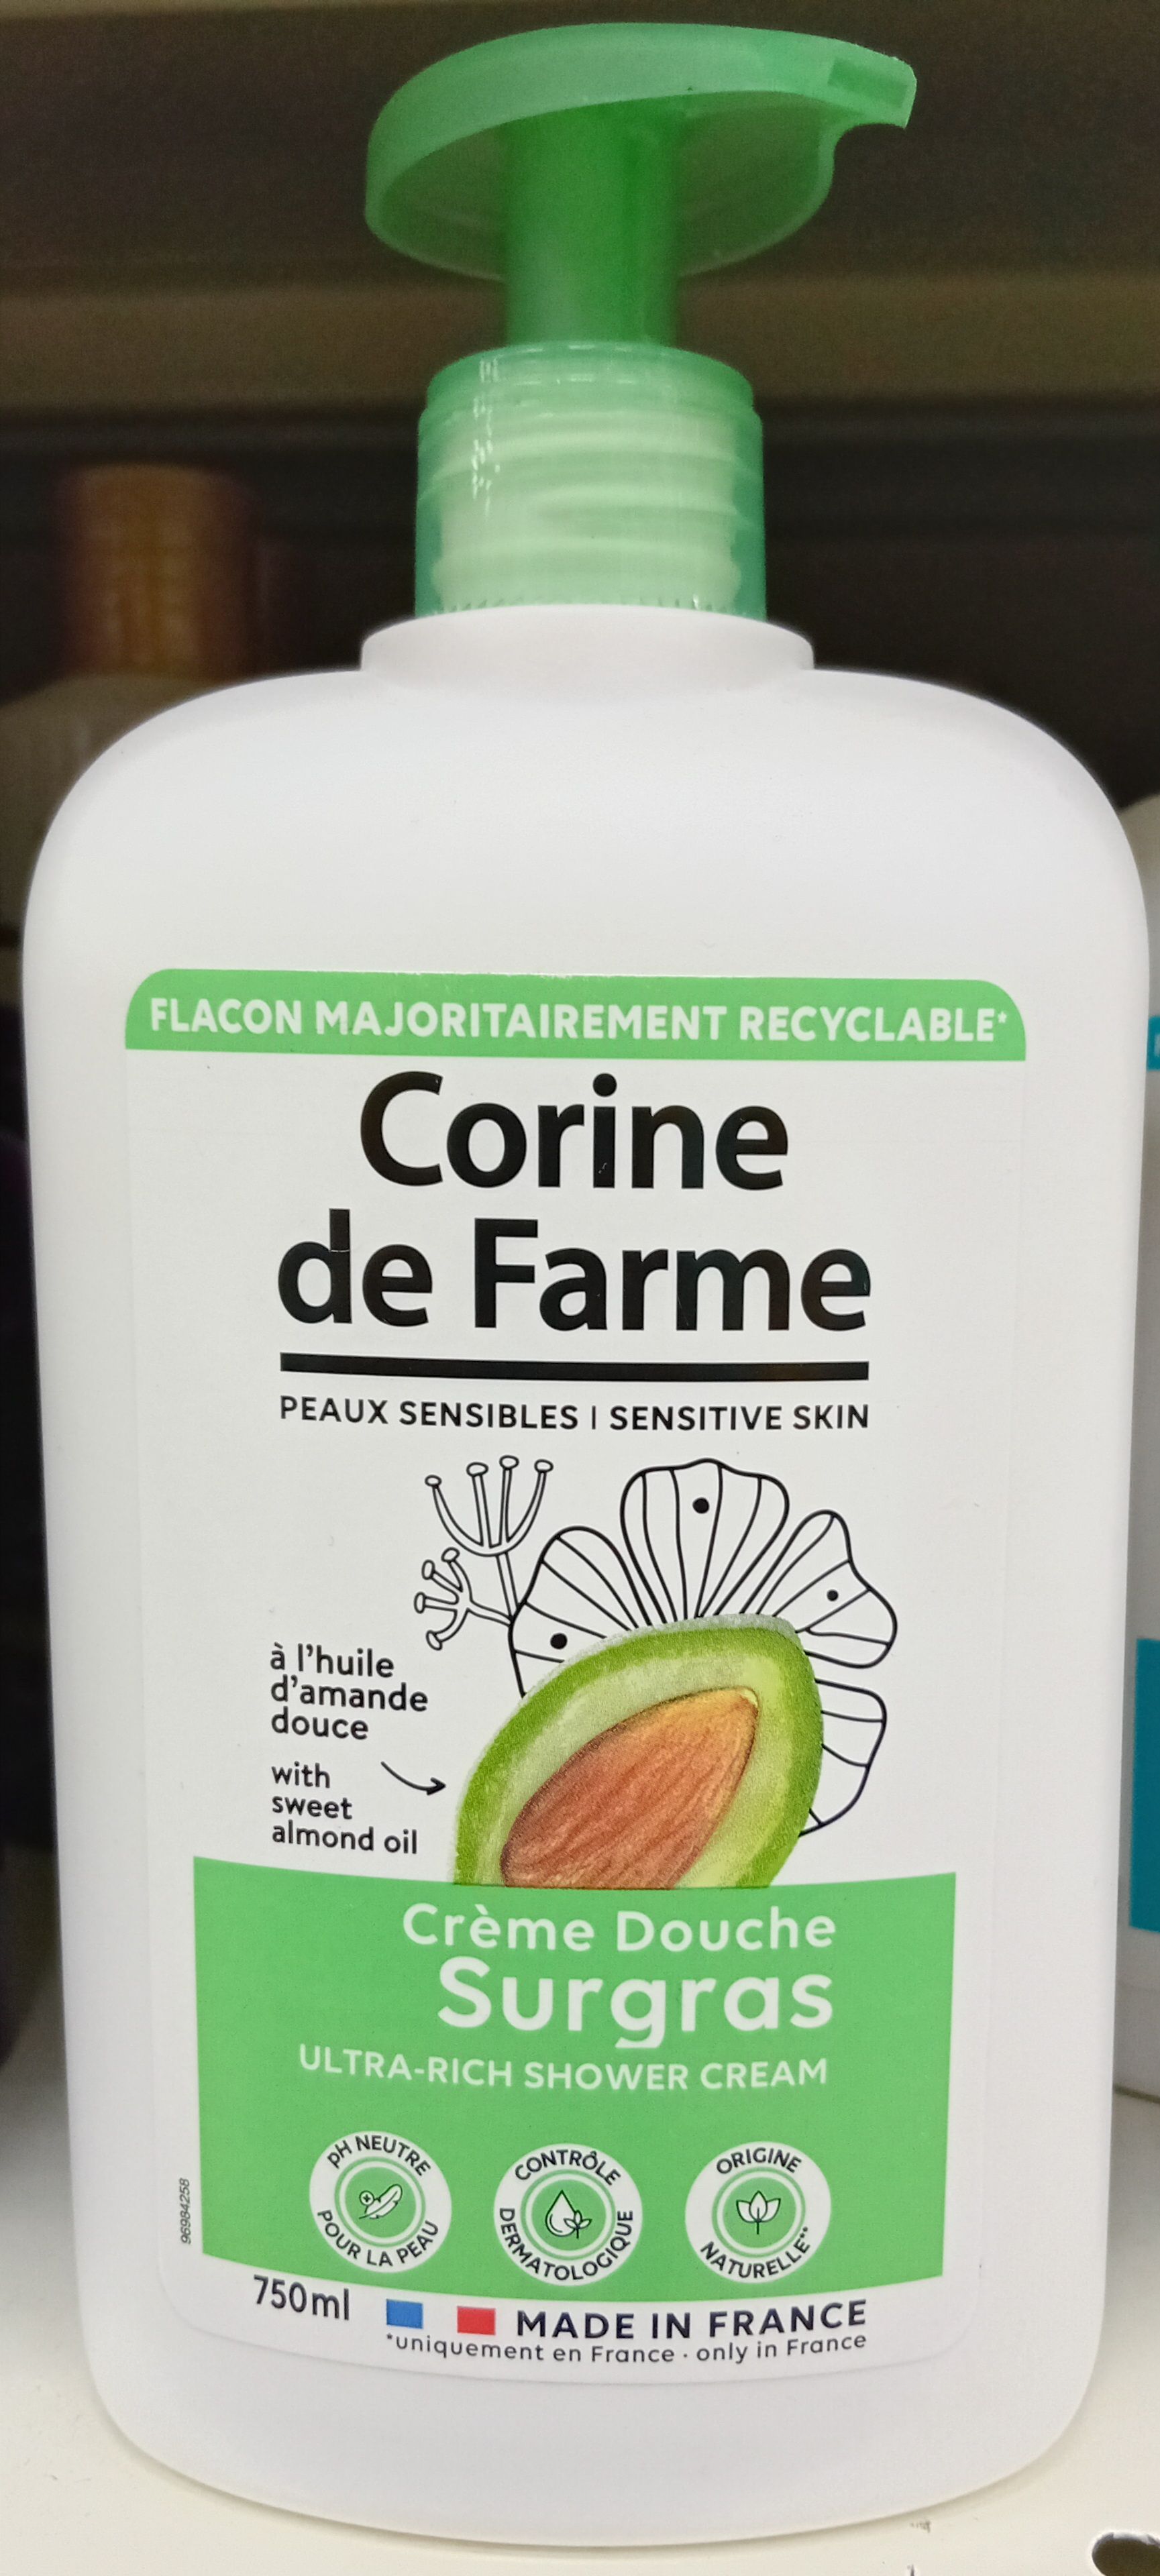 FLACON MAJORITAIREMENT RECYCLABLE*
Corine
de Farme
PEAUX SENSIBLES | SENSITIVE SKIN
à l'huile
d'amande
douce
with
sweet
almond oil
Crème Douche
Surgras
ULTRA-RICH SHOWER CREAM
pH NEUTRE
POUR LA PEAU
CONTRÔLE
DERMATOLOGIQUE
ORIGINE
NATURELLE**
96984258
750ml
MADE IN FRANCE
*uniquement en France · only in France